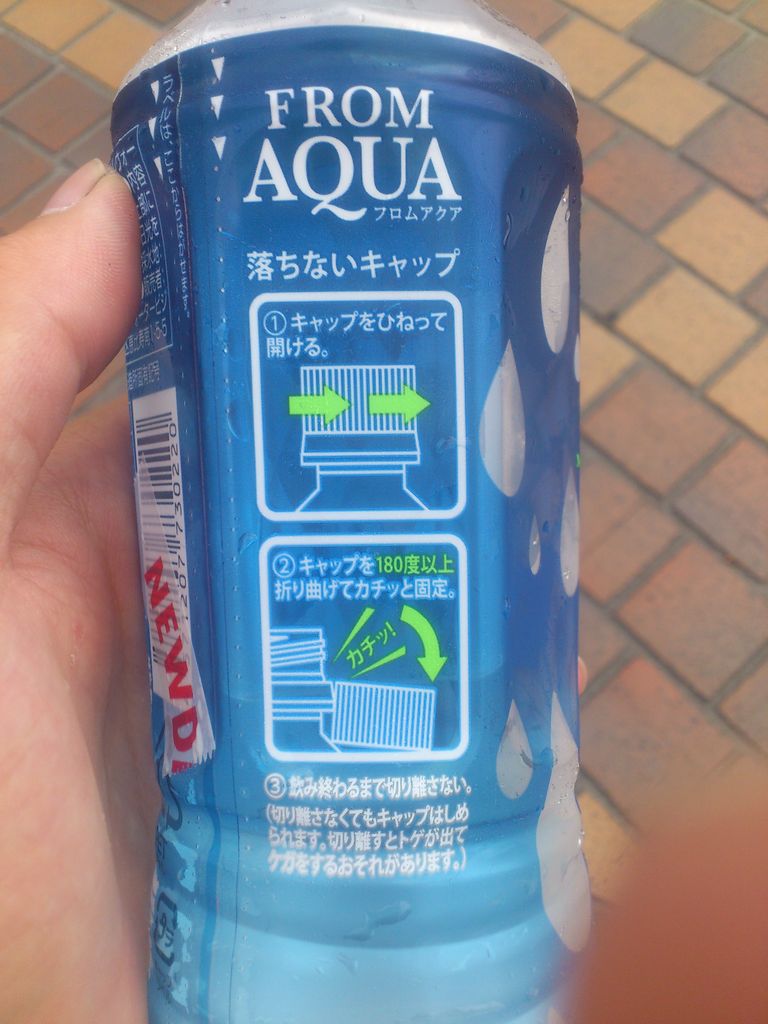 FROM
AQUA
フロムアクア
落ちないキャップ
① キャップをひねって
開ける。
② キャップを180度以上
折り曲げてカチッと固定。
カチッ!
③ 飲み終わるまで切り離さない。
(切り離さなくてもキャップはしめ
られます。切り離すとトゲが出て
ケガをするおそれがあります。)
NEWD